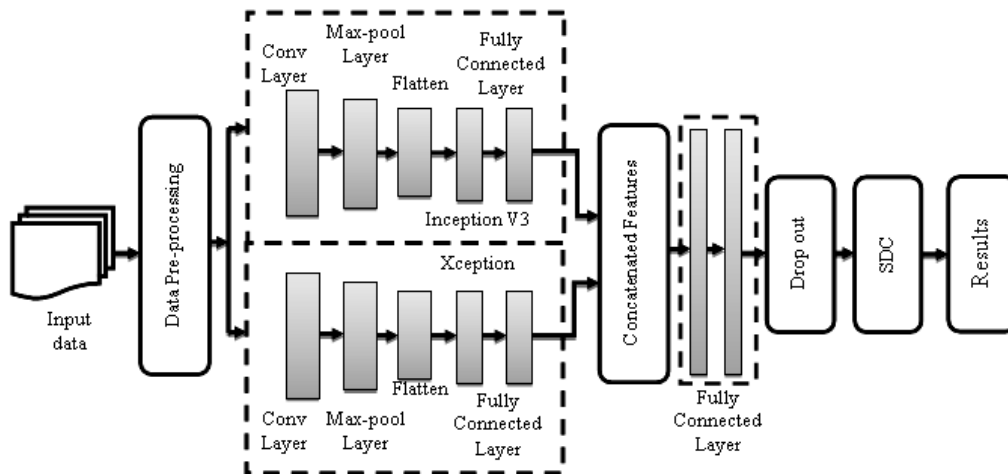 Input
data
Data Pre-processing
Conv
Layer
Max-pool
Layer
Flatten
Fully
Connected
Layer
Inception V3
Xception
Conv
Layer
Max-pool
Layer
Flatten
Fully
Connected
Layer
Concatenated Features
Fully
Connected
Layer
Drop out
SDC
Results